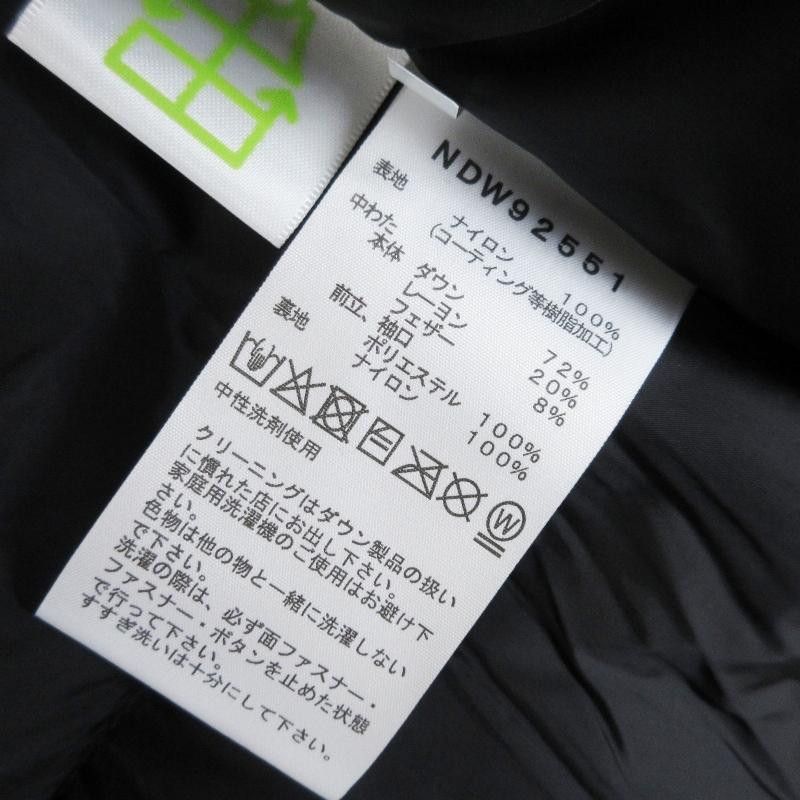 NDW92551
表地 ナイロン 100%
(コーティング等樹脂加工)
中わた
本体 ダウン 72%
レーヨン 20%
フェザー 8%
前立、袖口
ポリエステル 100%
裏地 ナイロン 100%
W
中性洗剤使用
クリーニングはダウン製品の扱い
に慣れた店にお出し下さい。
家庭用洗濯機のご使用はお避け下
さい。
色物は他の物と一緒に洗濯しない
で下さい。
洗濯の際は、必ず面ファスナー・
ファスナー・ボタンを止めた状態
で行って下さい。
すすぎ洗いは十分にして下さい。